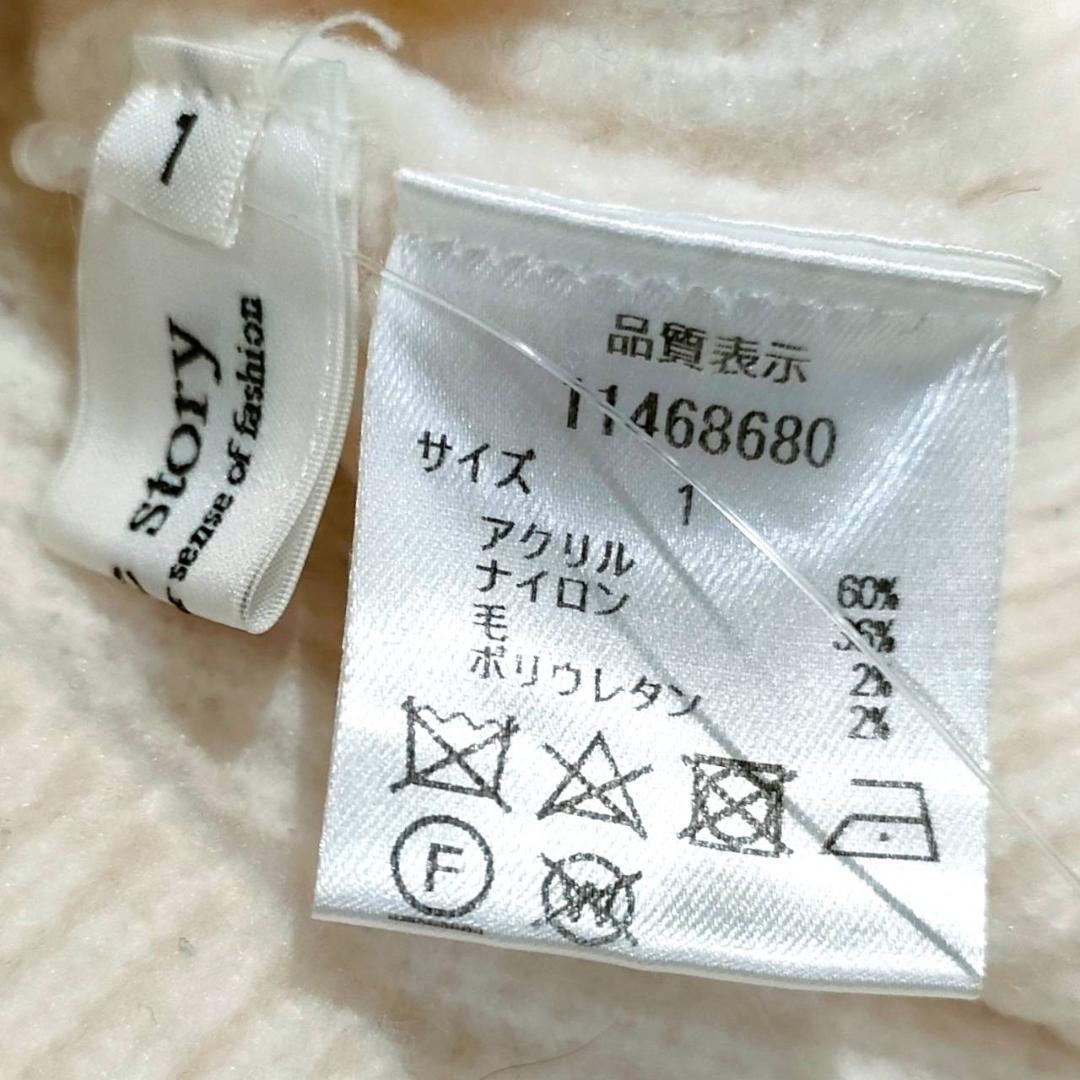 1
Story
sense of fashion
品質表示
11468680
サイズ 1
アクリル 60%
ナイロン 36%
毛 2%
ポリウレタン 2%
F
W